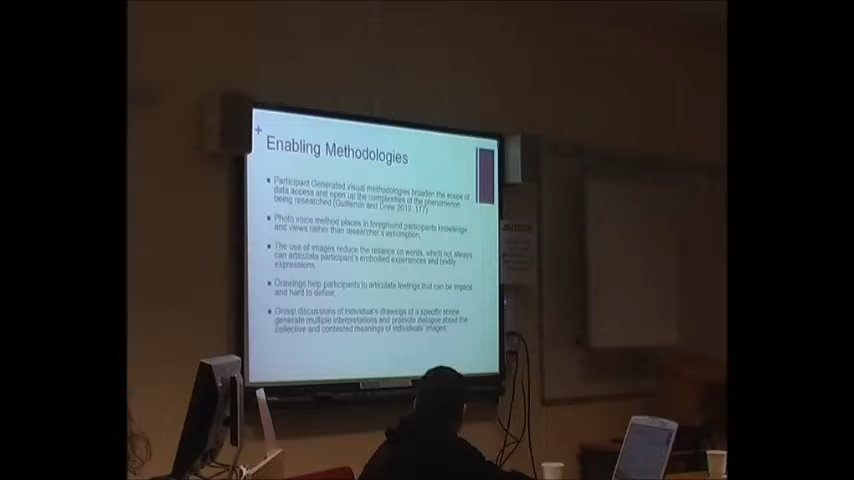 +
Enabling Methodologies
■ Participant Generated visual methodologies broaden the scope of
data access and open up the complexities of the phenomenon
being researched (Guillemin and Drew 2010: 177)
■ Photo voice method places in foreground participants knowledge
and views rather than researcher's assumption;
■ The use of images reduce the reliance on words, which not always
can articulate participant's embodied experiences and bodily
expressions.
■ Drawings help participants to articulate feelings that can be implicit
and hard to define;
■ Group discussions of individual's drawings of a specific scene
generate multiple interpretations and promote dialogue about the
collective and contested meanings of individuals' images;